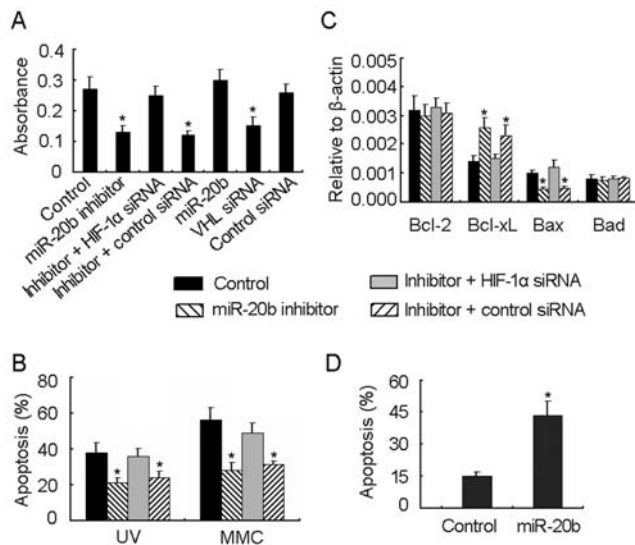 A
Absorbance
0.4
0.3
0.2
0.1
0
*
*
*
Control
miR-20b inhibitor
Inhibitor + HIF-1α siRNA
Inhibitor + control siRNA
miR-20b
VHL siRNA
Control siRNA
C
Relative to β-actin
0.006
0.005
0.003
0.002
0.001
0.000
*
*
*
*
Bcl-2 Bcl-xL Bax Bad
Control
miR-20b inhibitor
Inhibitor + HIF-1α siRNA
Inhibitor + control siRNA
B
Apoptosis (%)
80
60
40
20
0
*
*
*
*
UV MMC
D
Apoptosis (%)
60
45
30
15
0
*
Control miR-20b